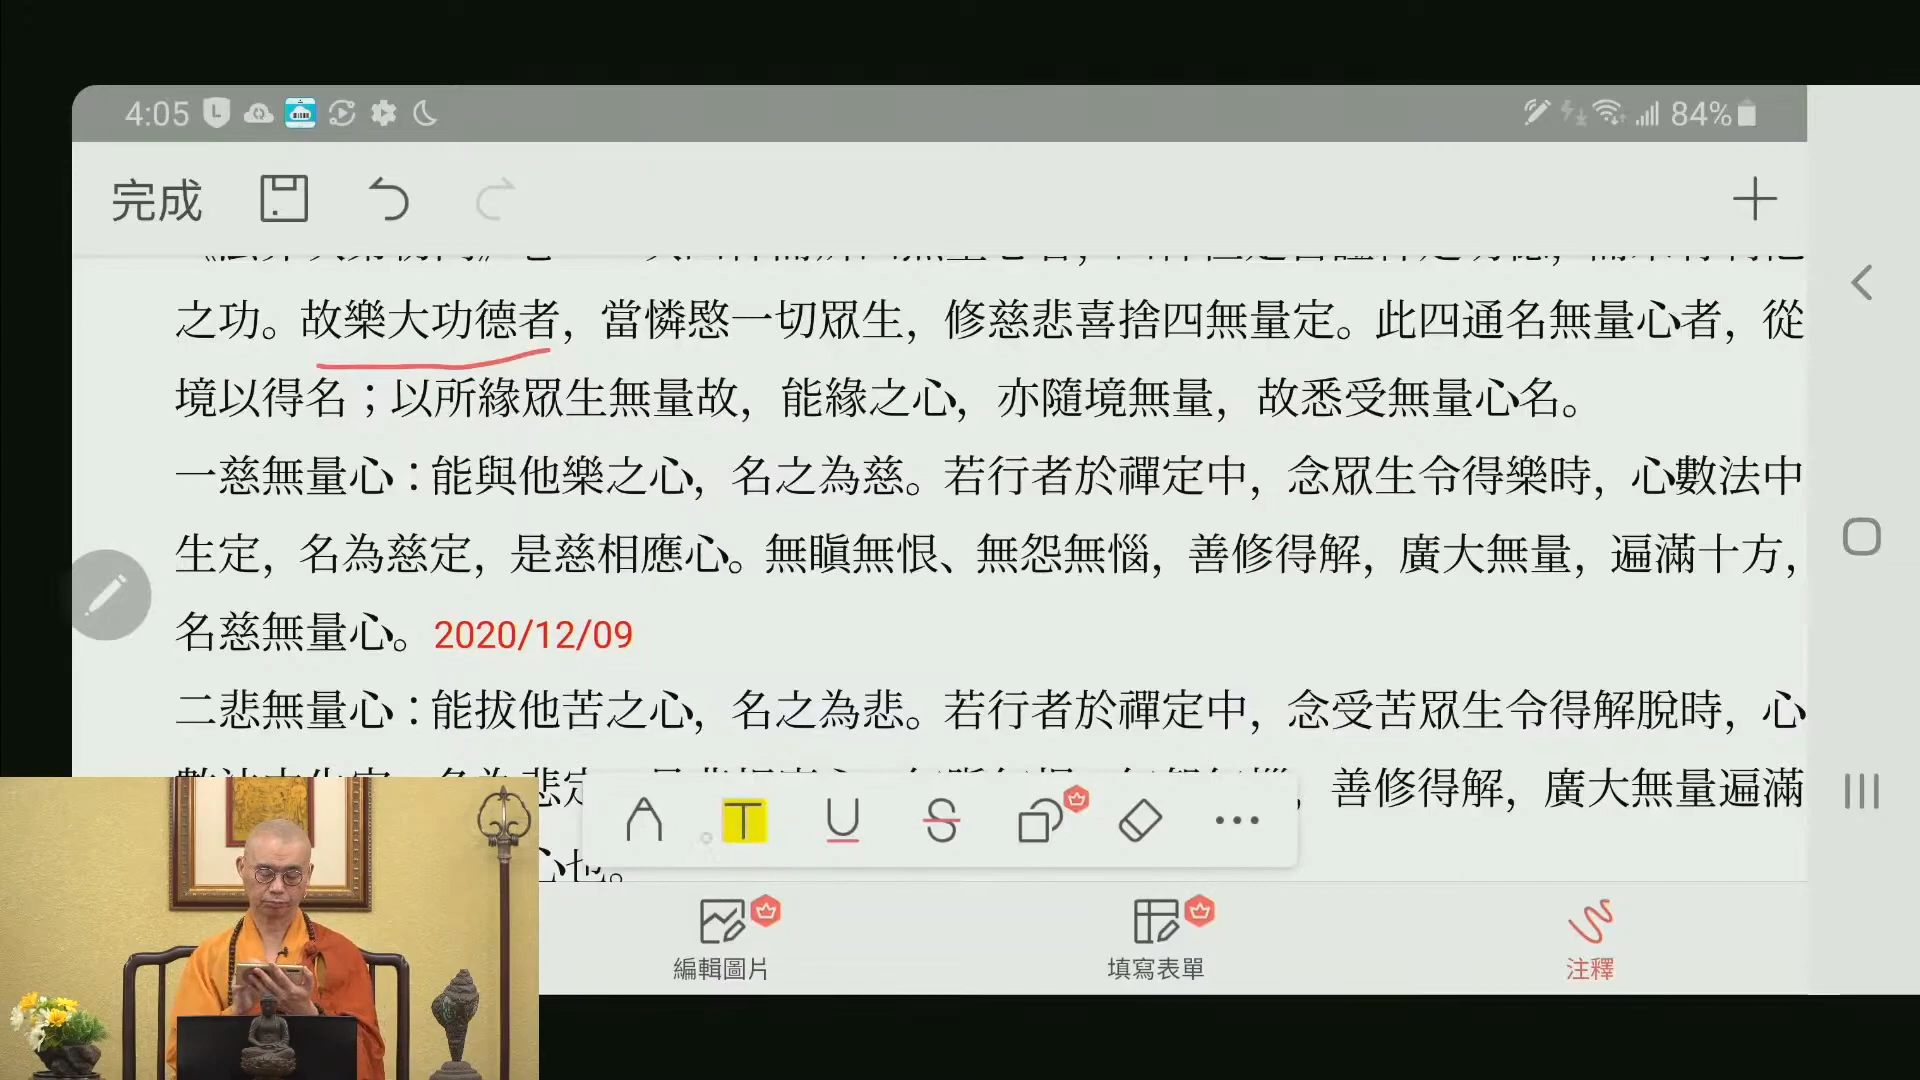 4:05
84%
完成
之功。故樂大功德者，當憐愍一切眾生，修慈悲喜捨四無量定。此四通名無量心者，從
境以得名；以所緣眾生無量故，能緣之心，亦隨境無量，故悉受無量心名。
一慈無量心：能與他樂之心，名之為慈。若行者於禪定中，念眾生令得樂時，心數法中
生定，名為慈定，是慈相應心。無瞋無恨、無怨無惱，善修得解，廣大無量，遍滿十方，
名慈無量心。2020/12/09
二悲無量心：能拔他苦之心，名之為悲。若行者於禪定中，念受苦眾生令得解脫時，心
，善修得解，廣大無量遍滿
心也。
編輯圖片
填寫表單
注釋